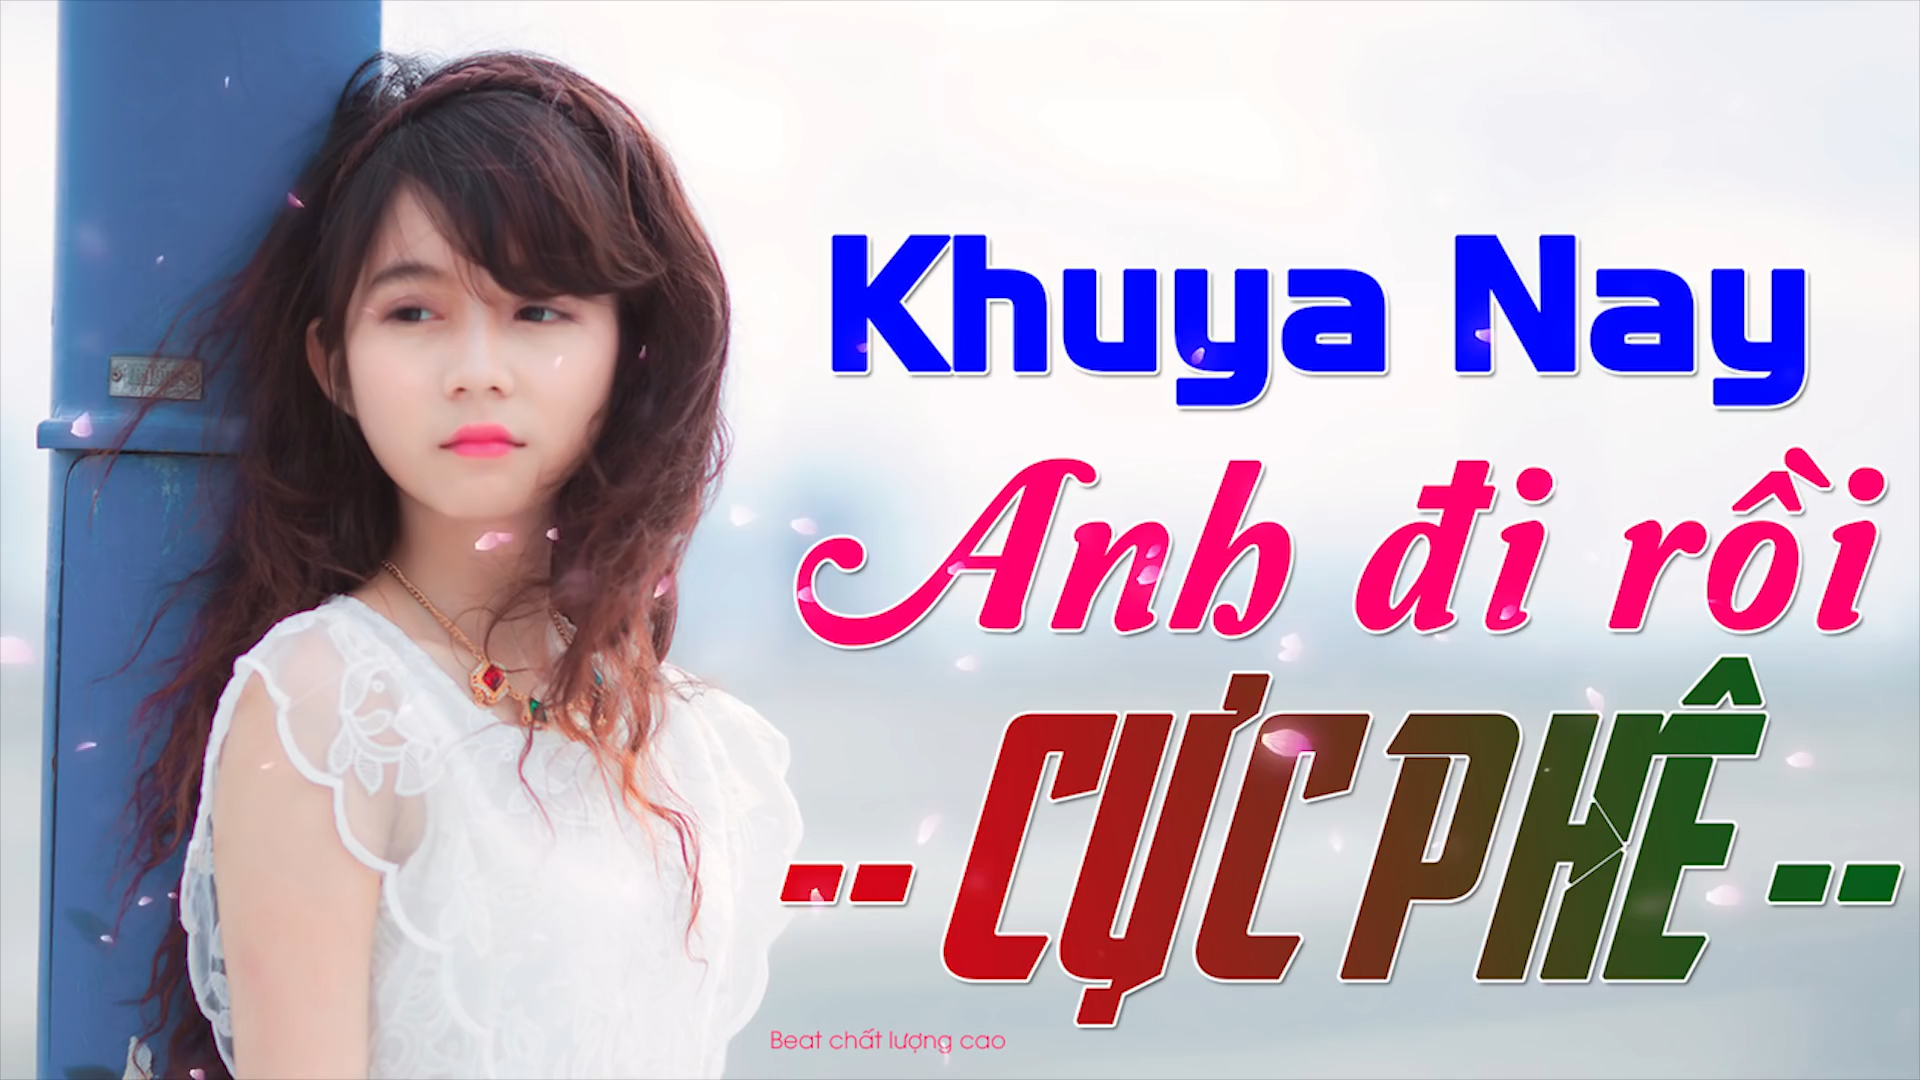 Khuya Nay
Anh đi rồi
-- CỰC PHÊ --
Beat chất lượng cao